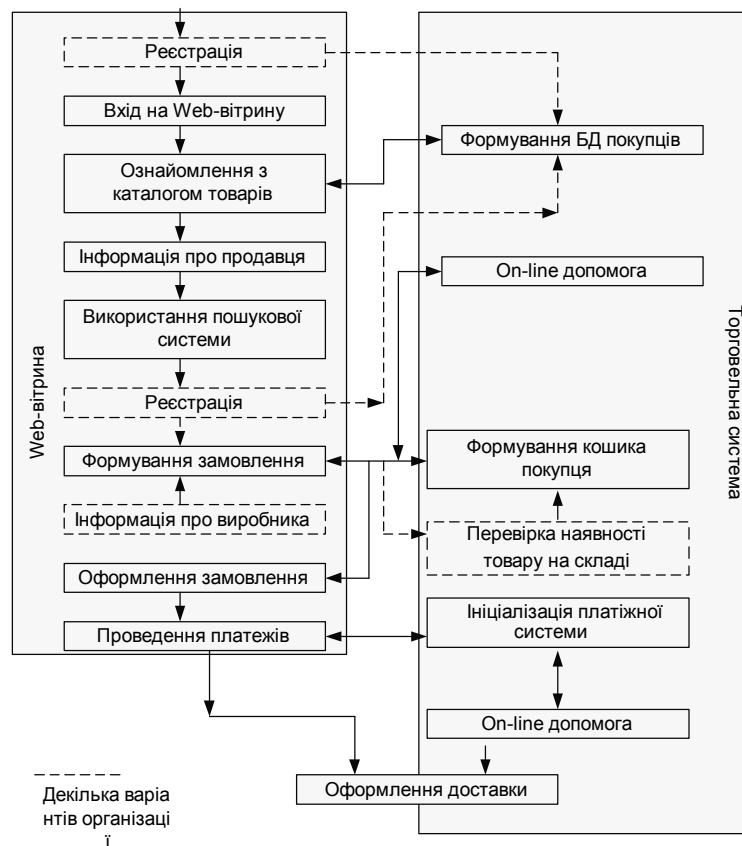 Реєстрація
Вхід на Web-вітрину
Ознайомлення з
каталогом товарів
Інформація про продавця
Використання пошукової
системи
Реєстрація
Формування замовлення
Інформація про виробника
Оформлення замовлення
Проведення платежів
Web-вітрина
Формування БД покупців
On-line допомога
Формування кошика
покупця
Перевірка наявності
товару на складі
Ініціалізація платіжної
системи
On-line допомога
Торговельна система
Оформлення доставки
Декілька варіа
нтів організаці
ї